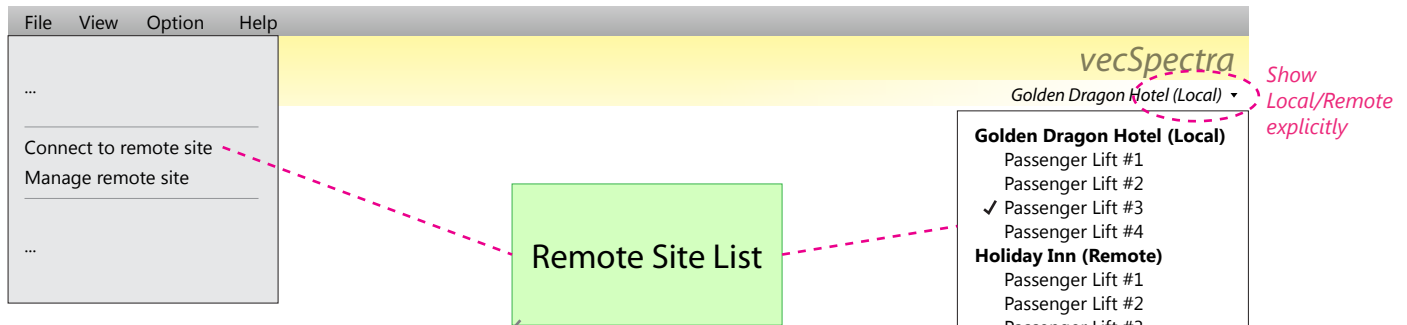 File View Option Help
vecSpectra
Golden Dragon Hotel (Local)
Show
Local/Remote
explicitly
...
Connect to remote site
Manage remote site
...
Remote Site List
Golden Dragon Hotel (Local)
Passenger Lift #1
Passenger Lift #2
Passenger Lift #3
Passenger Lift #4
Holiday Inn (Remote)
Passenger Lift #1
Passenger Lift #2